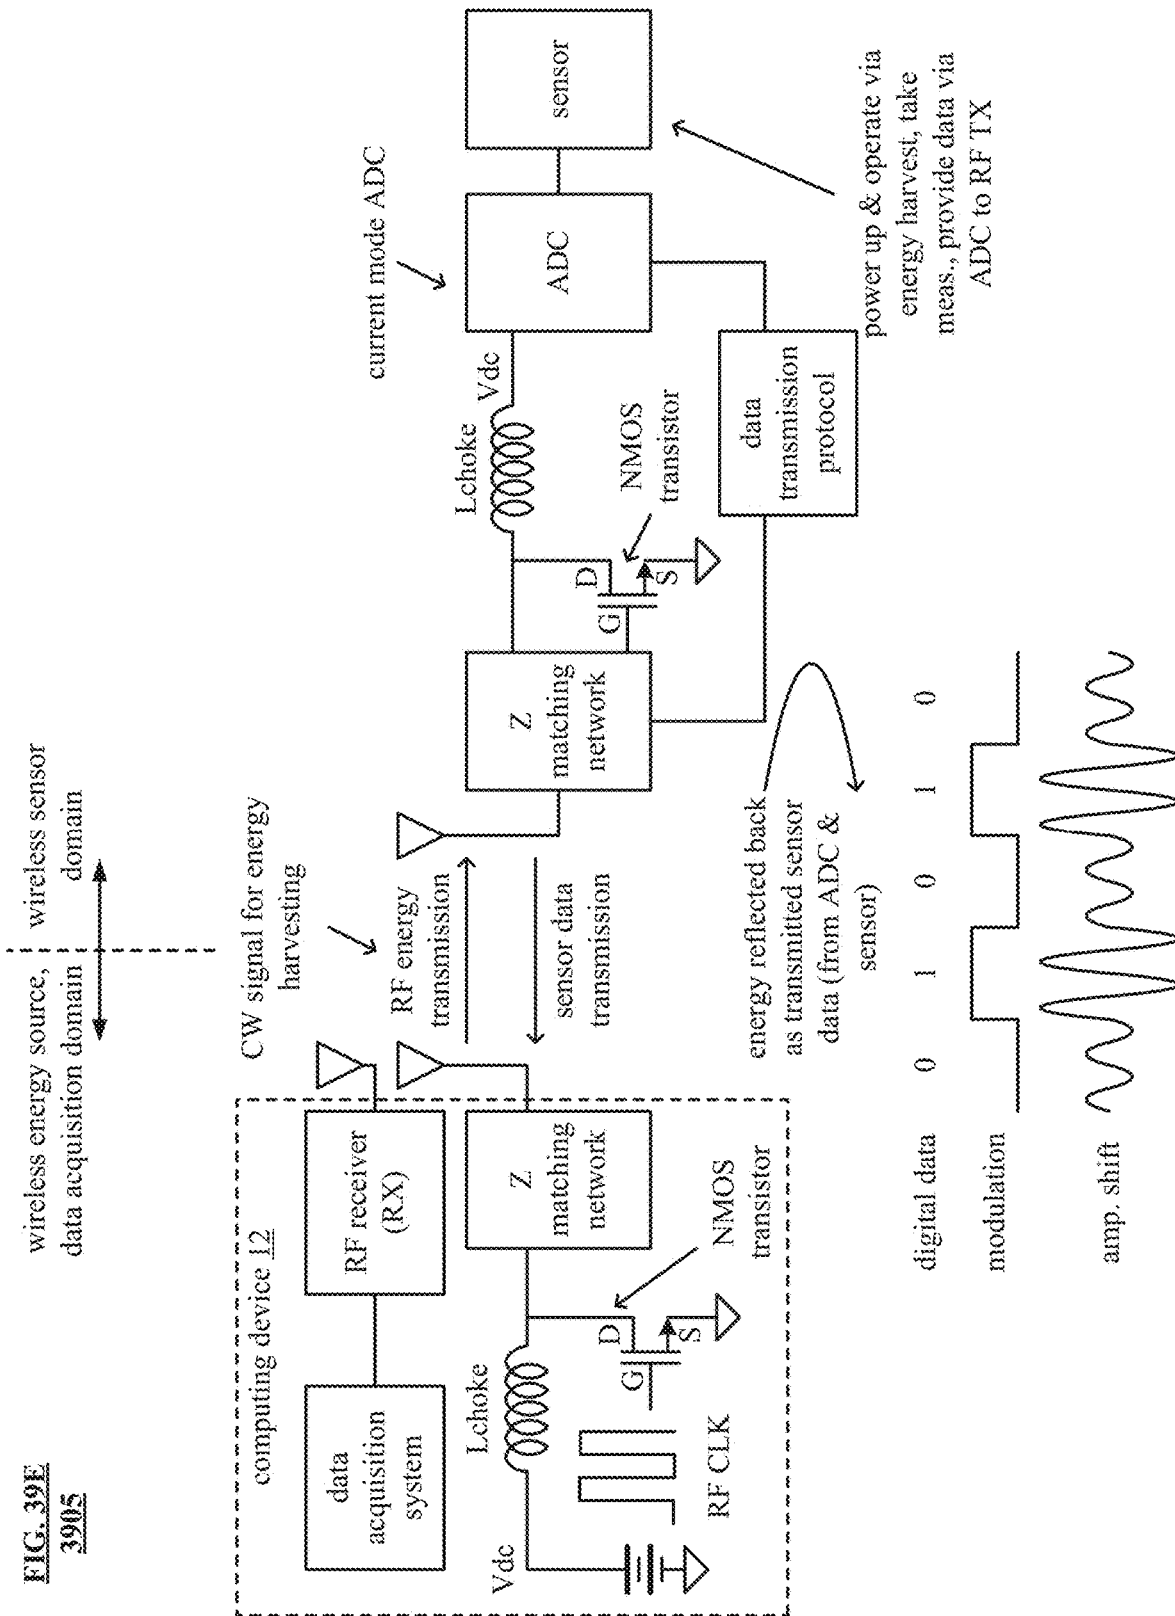 FIG. 39E
3905
wireless energy source,
data acquisition domain
wireless sensor
domain
computing device 12
data
acquisition
system
RF receiver
(RX)
CW signal for energy
harvesting
RF energy
transmission
sensor data
transmission
Vdc
Lchoke
Z
matching
network
D
G
S
RF CLK
NMOS
transistor
Z
matching
network
D
G
S
Lchoke
Vdc
NMOS
transistor
current mode ADC
ADC
sensor
data
transmission
protocol
power up & operate via
energy harvest, take
meas., provide data via
ADC to RF TX
energy reflected back
as transmitted sensor
data (from ADC &
sensor)
digital data 0 1 0 1 0
modulation
amp. shift